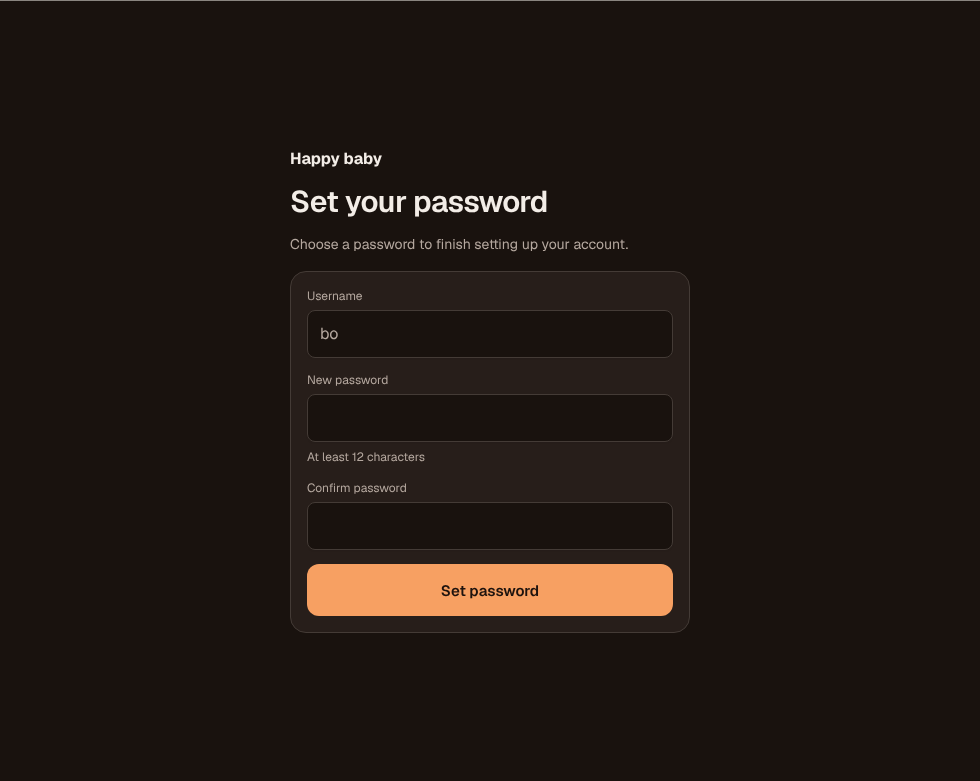 Happy baby
Set your password
Choose a password to finish setting up your account.
Username
bo
New password
At least 12 characters
Confirm password
Set password